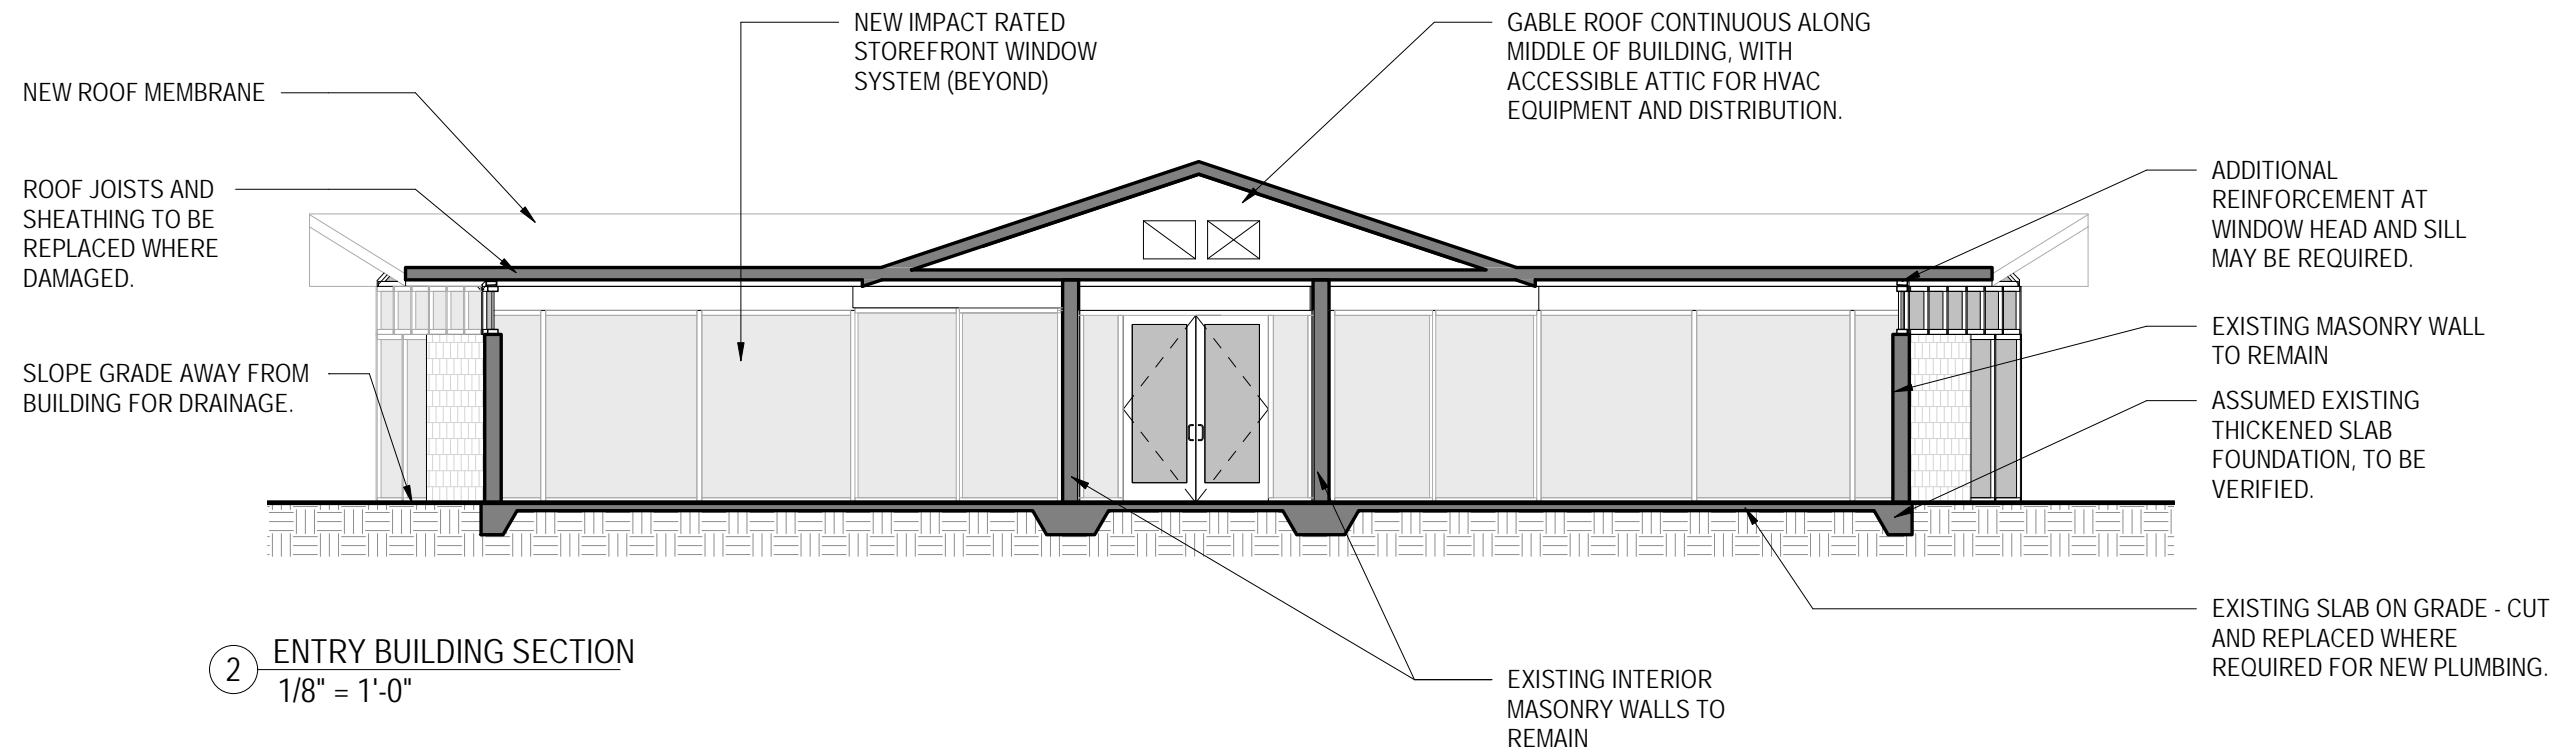 NEW IMPACT RATED
STOREFRONT WINDOW
SYSTEM (BEYOND)
GABLE ROOF CONTINUOUS ALONG
MIDDLE OF BUILDING, WITH
ACCESSIBLE ATTIC FOR HVAC
EQUIPMENT AND DISTRIBUTION.
NEW ROOF MEMBRANE
ROOF JOISTS AND
SHEATHING TO BE
REPLACED WHERE
DAMAGED.
SLOPE GRADE AWAY FROM
BUILDING FOR DRAINAGE.
ADDITIONAL
REINFORCEMENT AT
WINDOW HEAD AND SILL
MAY BE REQUIRED.
EXISTING MASONRY WALL
TO REMAIN
ASSUMED EXISTING
THICKENED SLAB
FOUNDATION, TO BE
VERIFIED.
EXISTING SLAB ON GRADE - CUT
AND REPLACED WHERE
REQUIRED FOR NEW PLUMBING.
EXISTING INTERIOR
MASONRY WALLS TO
REMAIN
2 ENTRY BUILDING SECTION
1/8" = 1'-0"